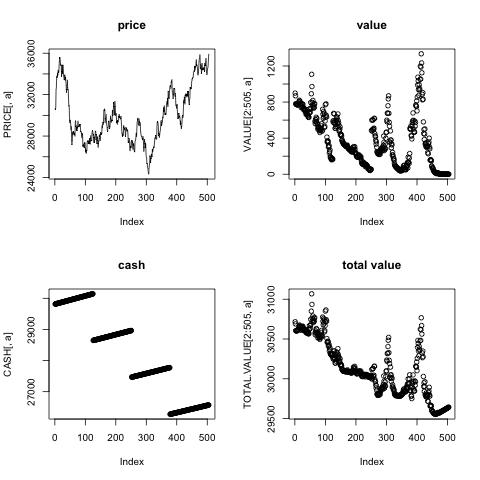 price
PRICE[, a]
24000 28000 32000 36000
0 100 200 300 400 500
Index
value
VALUE[2:505, a]
0 400 800 1200
0 100 200 300 400 500
Index
cash
CASH[, a]
27000 29000
0 100 200 300 400 500
Index
total value
TOTAL.VALUE[2:505, a]
29500 30000 30500 31000
0 100 200 300 400 500
Index